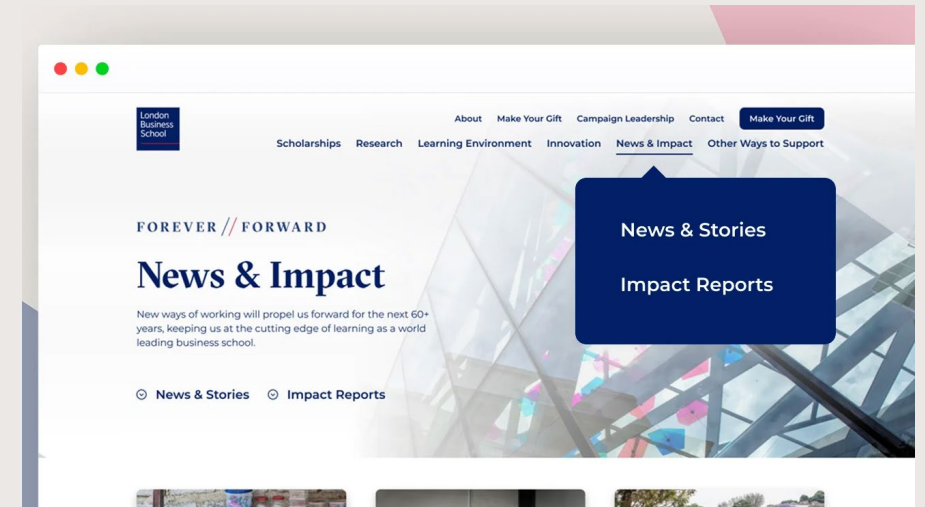 London
Business
School
About Make Your Gift Campaign Leadership Contact Make Your Gift
Scholarships Research Learning Environment Innovation News & Impact Other Ways to Support
News & Stories
Impact Reports
FOREVER // FORWARD
News & Impact
New ways of working will propel us forward for the next 60+
years, keeping us at the cutting edge of learning as a world
leading business school.
News & Stories Impact Reports